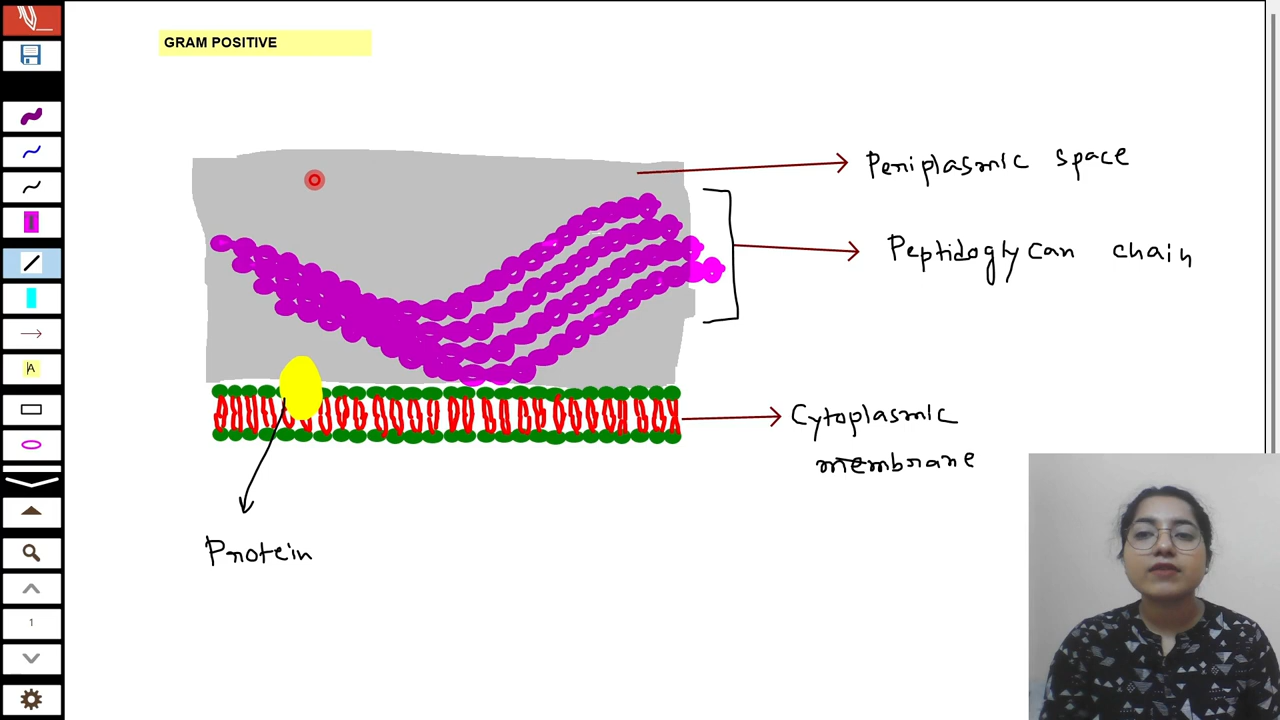 GRAM POSITIVE
Periplasmic space
Peptidoglycan chain
Cytoplasmic
membrane
Protein
A
1